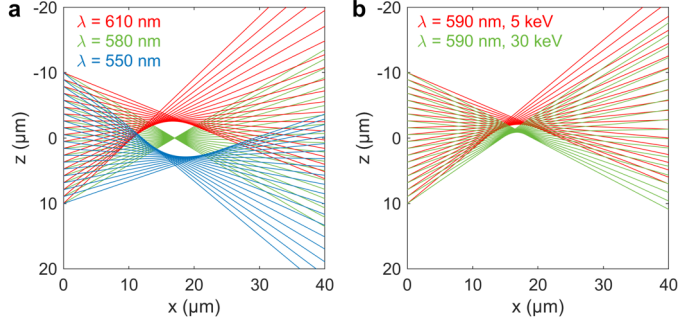 a
λ = 610 nm
λ = 580 nm
λ = 550 nm
-20
-10
0
10
20
z (µm)
0 10 20 30 40
x (µm)
b
λ = 590 nm, 5 keV
λ = 590 nm, 30 keV
-20
-10
0
10
20
z (µm)
0 10 20 30 40
x (µm)